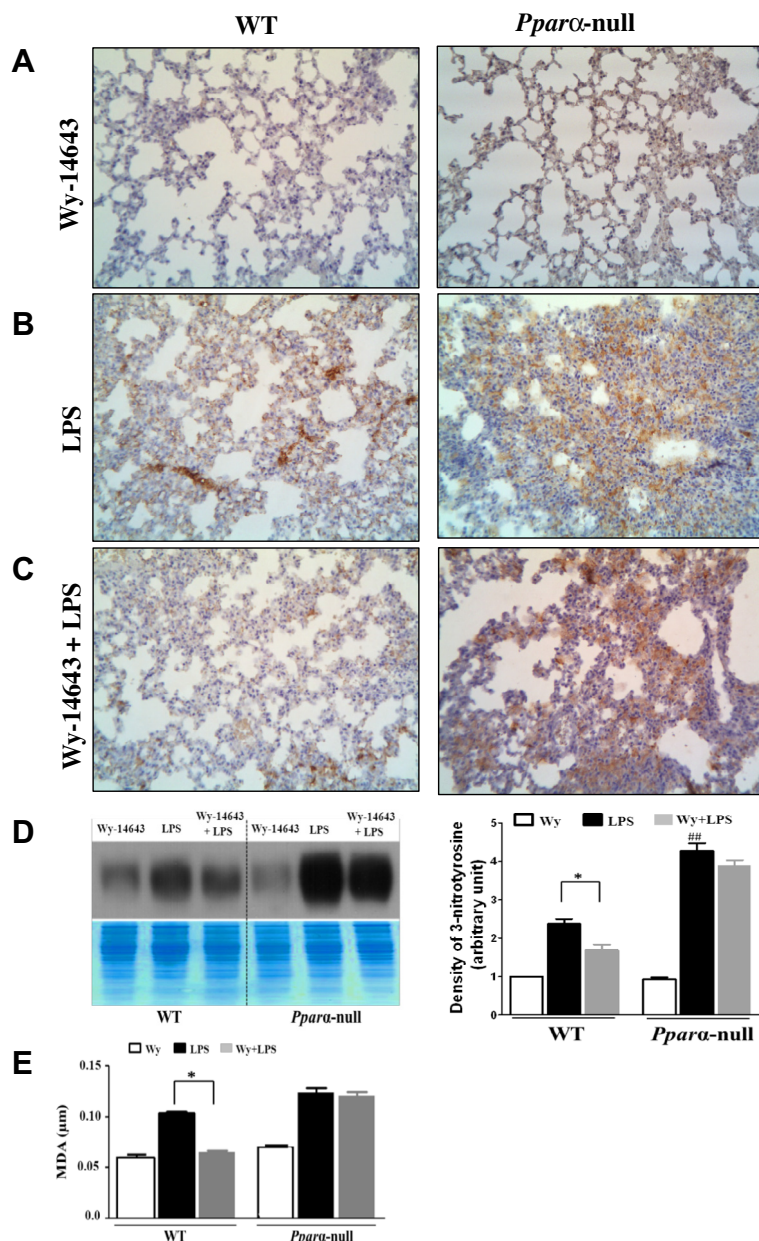 WT Pparα-null
A
Wy-14643
B
LPS
C
Wy-14643 + LPS
D
Wy-14643 LPS Wy-14643 + LPS Wy-14643 LPS Wy-14643 + LPS
WT Pparα-null
Wy LPS Wy+LPS
Density of 3-nitrotyrosine
(arbitrary unit)
5
4
3
2
1
0
*
##
WT Pparα-null
E
Wy LPS Wy+LPS
MDA (µm)
0.15
0.10
0.05
0.0
*
WT Pparα-null